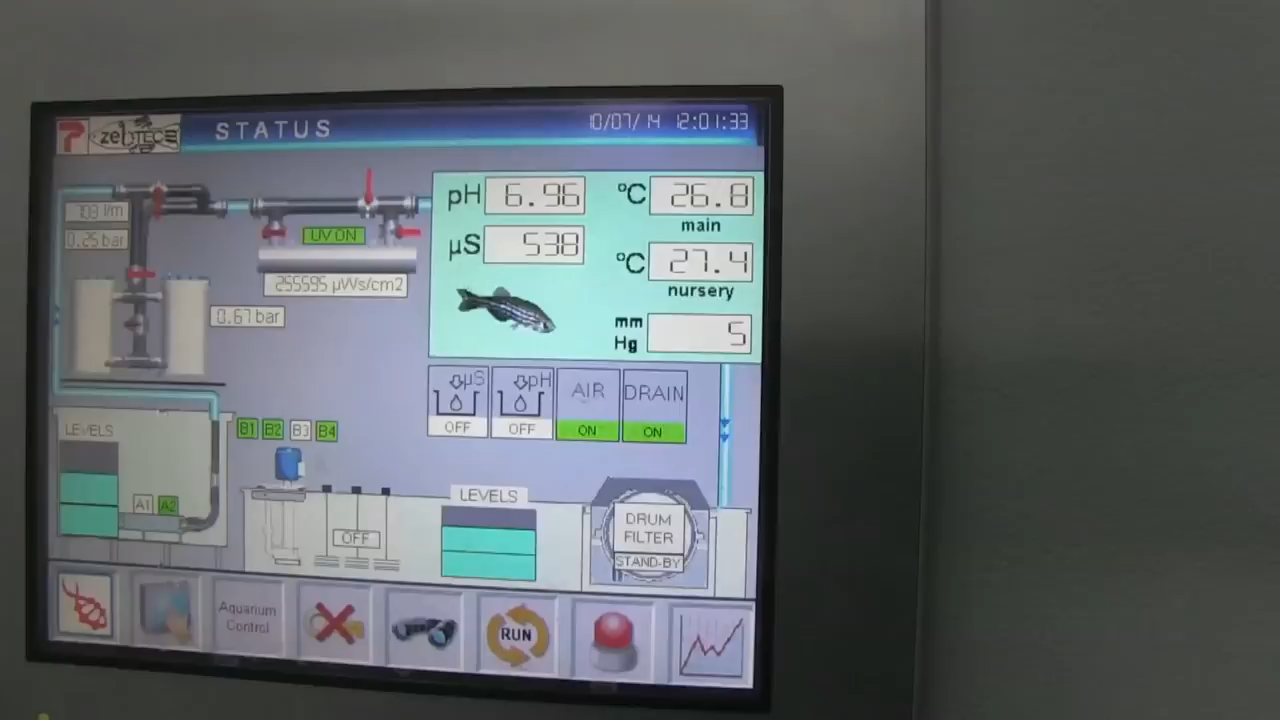 zebTEC
STATUS
10/07/14 12:01:33
pH 6.96
°C 26.8
main
µS 538
°C 27.4
nursery
mm Hg 5
0.25 bar
UV ON
255595 µWs/cm2
0.67 bar
µS
OFF
pH
OFF
AIR
ON
DRAIN
ON
LEVELS
B1 B2 B3 B4
A1 A2
OFF
LEVELS
DRUM
FILTER
STAND-BY
Aquarium
Control
RUN